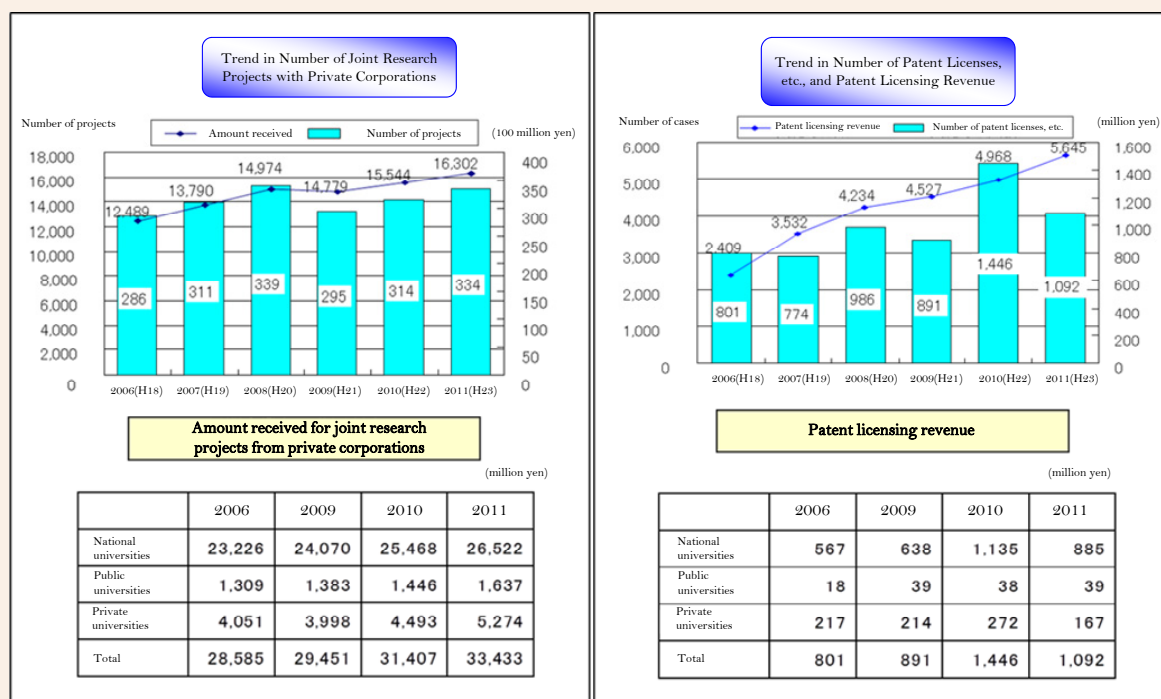 Trend in Number of Joint Research
Projects with Private Corporations
Number of projects
Amount received
Number of projects
(100 million yen)
18,000
16,000
14,000
12,000
10,000
8,000
6,000
4,000
2,000
0
12,489
13,790
14,974
14,779
15,544
16,302
286
311
339
295
314
334
400
350
300
250
200
150
100
50
0
2006(H18) 2007(H19) 2008(H20) 2009(H21) 2010(H22) 2011(H23)
Amount received for joint research
projects from private corporations
(million yen)
2006 2009 2010 2011
National
universities
23,226 24,070 25,468 26,522
Public
universities
1,309 1,383 1,446 1,637
Private
universities
4,051 3,998 4,493 5,274
Total 28,585 29,451 31,407 33,433
Trend in Number of Patent Licenses,
etc., and Patent Licensing Revenue
Number of cases
Patent licensing revenue
Number of patent licenses, etc.
(million yen)
6,000
5,000
4,000
3,000
2,000
1,000
0
2,409
3,532
4,234
4,527
4,968
5,645
801
774
986
891
1,446
1,092
1,600
1,400
1,200
1,000
800
600
400
200
0
2006(H18) 2007(H19) 2008(H20) 2009(H21) 2010(H22) 2011(H23)
Patent licensing revenue
(million yen)
2006 2009 2010 2011
National
universities
567 638 1,135 885
Public
universities
18 39 38 39
Private
universities
217 214 272 167
Total 801 891 1,446 1,092